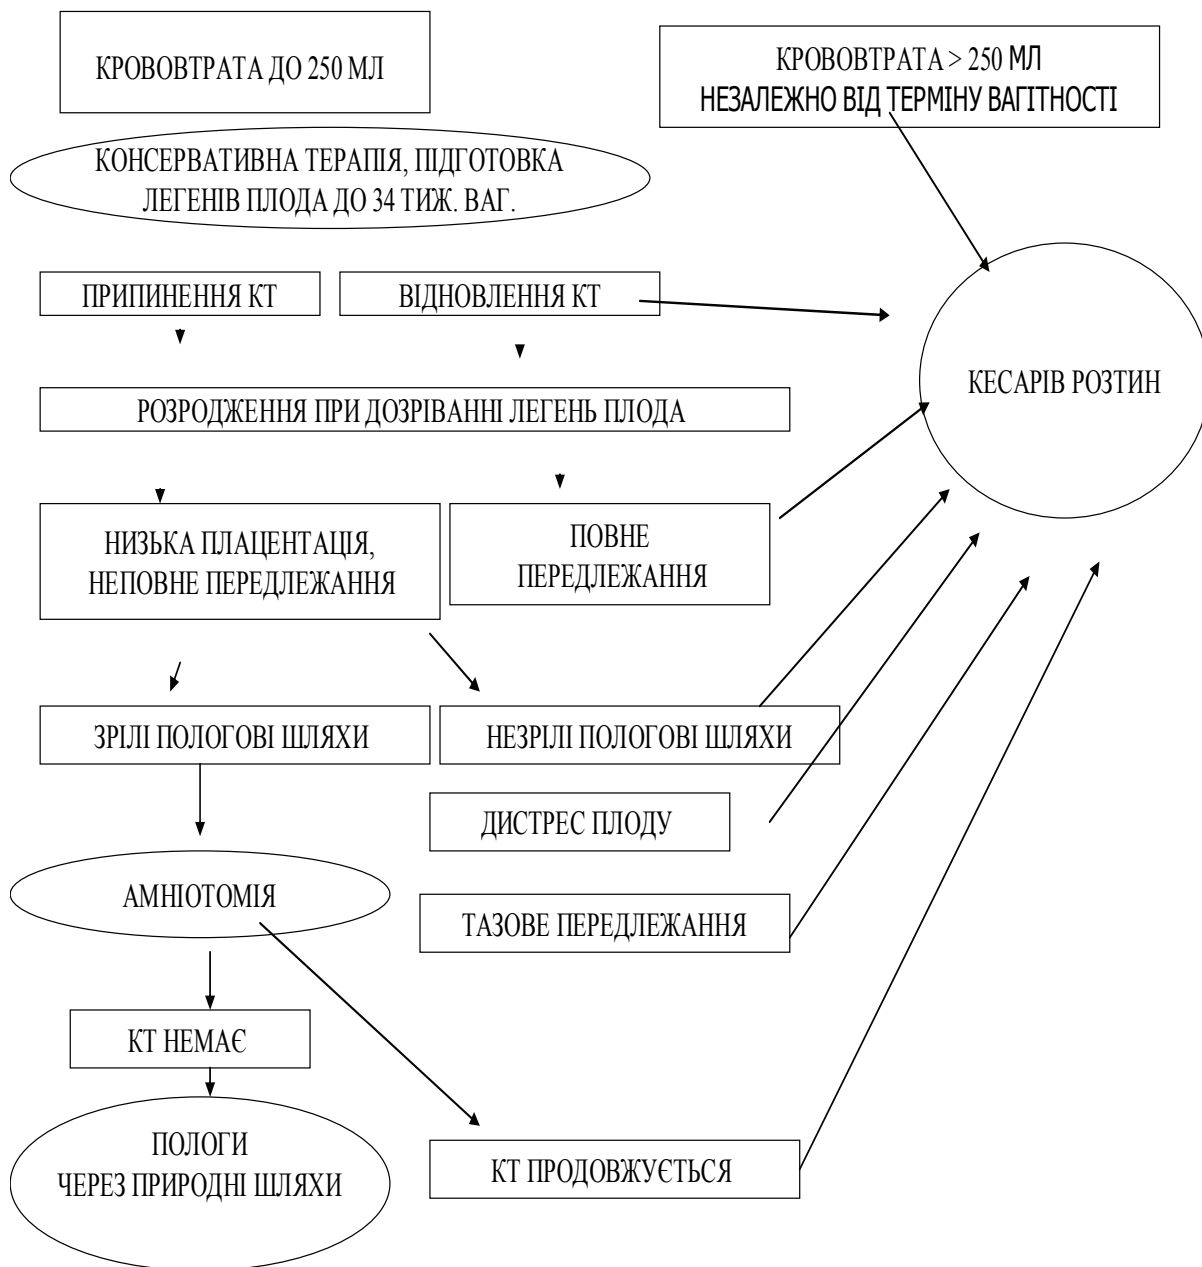 КРОВОВТРАТА ДО 250 МЛ
КРОВОВТРАТА > 250 МЛ
НЕЗАЛЕЖНО ВІД ТЕРМІНУ ВАГІТНОСТІ
КОНСЕРВАТИВНА ТЕРАПІЯ, ПІДГОТОВКА
ЛЕГЕНІВ ПЛОДА ДО 34 ТИЖ. ВАГ.
ПРИПИНЕННЯ КТ
ВІДНОВЛЕННЯ КТ
КЕСАРІВ РОЗТИН
РОЗРОДЖЕННЯ ПРИ ДОЗРІВАННІ ЛЕГЕНЬ ПЛОДА
НИЗЬКА ПЛАЦЕНТАЦІЯ,
НЕПОВНЕ ПЕРЕДЛЕЖАННЯ
ПОВНЕ
ПЕРЕДЛЕЖАННЯ
ЗРІЛІ ПОЛОГОВІ ШЛЯХИ
НЕЗРІЛІ ПОЛОГОВІ ШЛЯХИ
ДИСТРЕС ПЛОДУ
АМНІОТОМІЯ
ТАЗОВЕ ПЕРЕДЛЕЖАННЯ
КТ НЕМАЄ
ПОЛОГИ
ЧЕРЕЗ ПРИРОДНІ ШЛЯХИ
КТ ПРОДОВЖУЄТЬСЯ